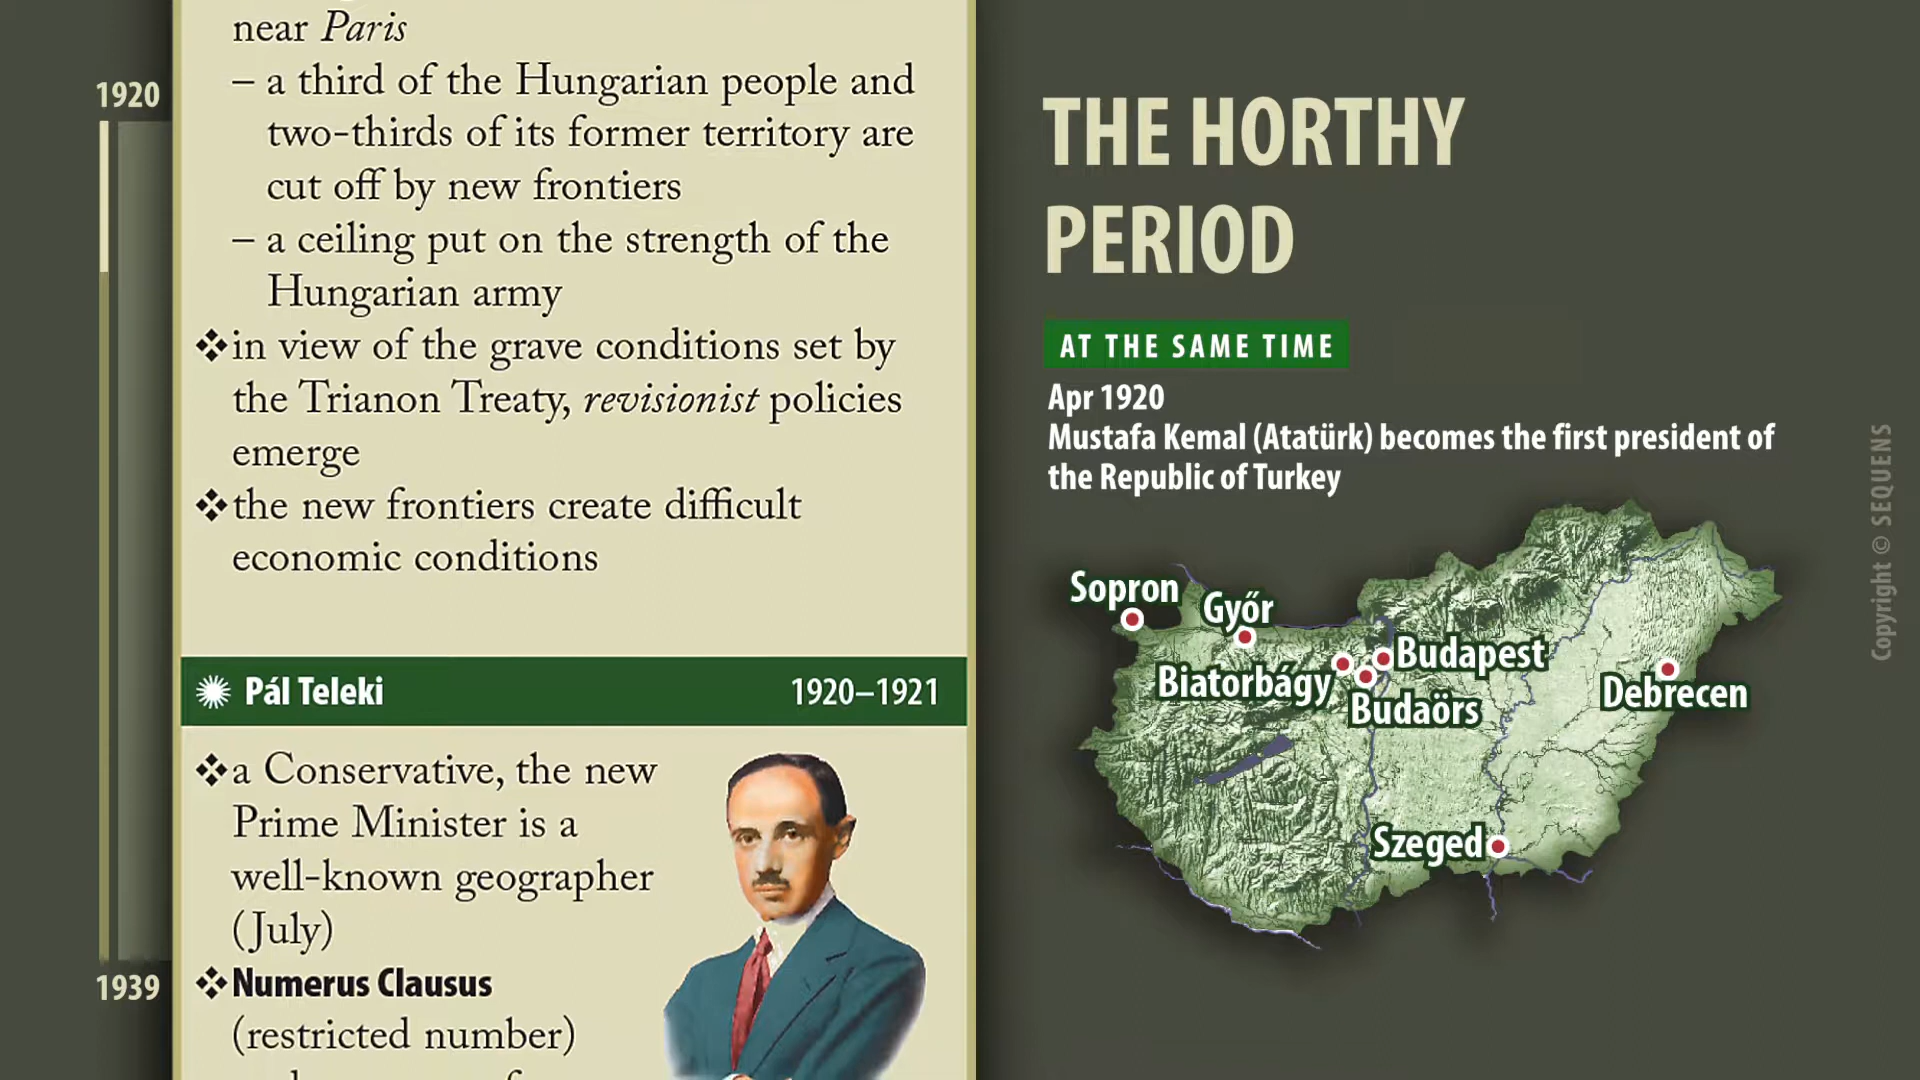 near Paris
– a third of the Hungarian people and
two-thirds of its former territory are
cut off by new frontiers
– a ceiling put on the strength of the
Hungarian army
❖ in view of the grave conditions set by
the Trianon Treaty, revisionist policies
emerge
❖ the new frontiers create difficult
economic conditions
Pál Teleki 1920–1921
❖ a Conservative, the new
Prime Minister is a
well-known geographer
(July)
❖ Numerus Clausus
(restricted number)
1920
1939
THE HORTHY
PERIOD
AT THE SAME TIME
Apr 1920
Mustafa Kemal (Atatürk) becomes the first president of
the Republic of Turkey
Sopron
Győr
Budapest
Biatorbágy
Budaörs
Debrecen
Szeged
Copyright © SEQUENS